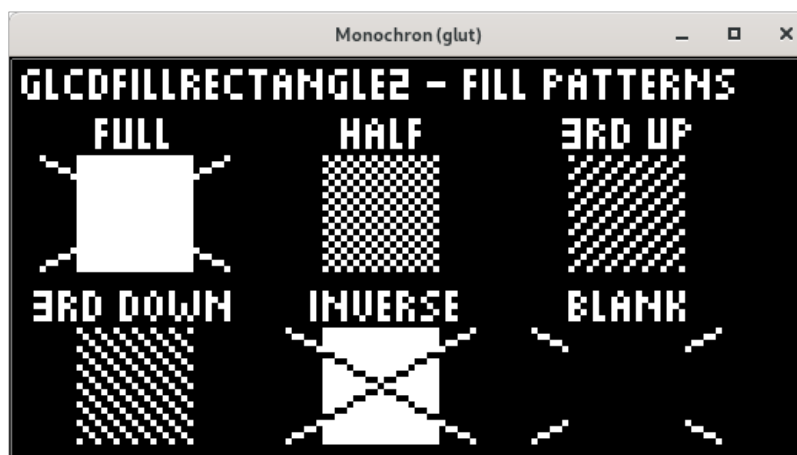 Monochron (glut)
GLCDFILLRECTANGLE2 – FILL PATTERNS
FULL HALF 3RD UP
3RD DOWN INVERSE BLANK